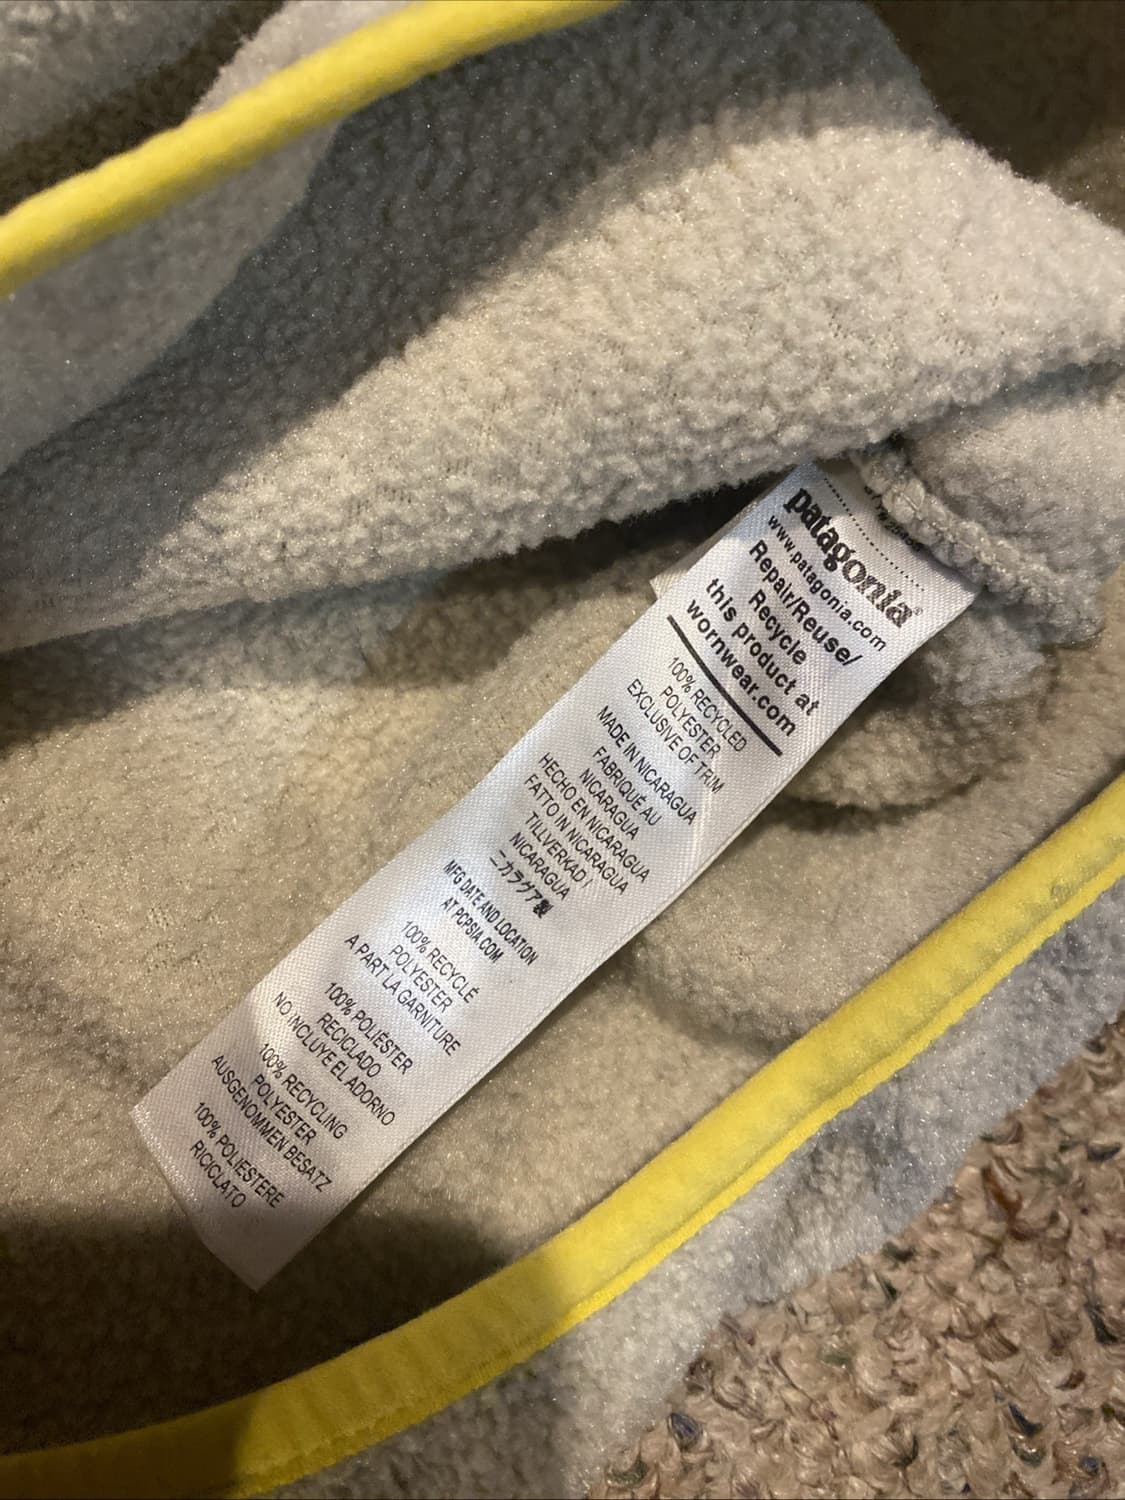 patagonia®
www.patagonia.com
Repair/Reuse/
Recycle
this product at
wornwear.com
100% RECYCLED
POLYESTER
EXCLUSIVE OF TRIM
MADE IN NICARAGUA
FABRIQUÉ AU
NICARAGUA
HECHO EN NICARAGUA
FATTO IN NICARAGUA
TILLVERKAD I
NICARAGUA
ニカラグア製
MFG DATE AND LOCATION
AT PCPSIA.COM
100% RECYCLÉ
POLYESTER
A PART LA GARNITURE
100% POLIÉSTER
RECICLADO
NO INCLUYE EL ADORNO
100% RECYCLING
POLYESTER
AUSGENOMMEN BESATZ
100% POLIESTERE
RICICLATO